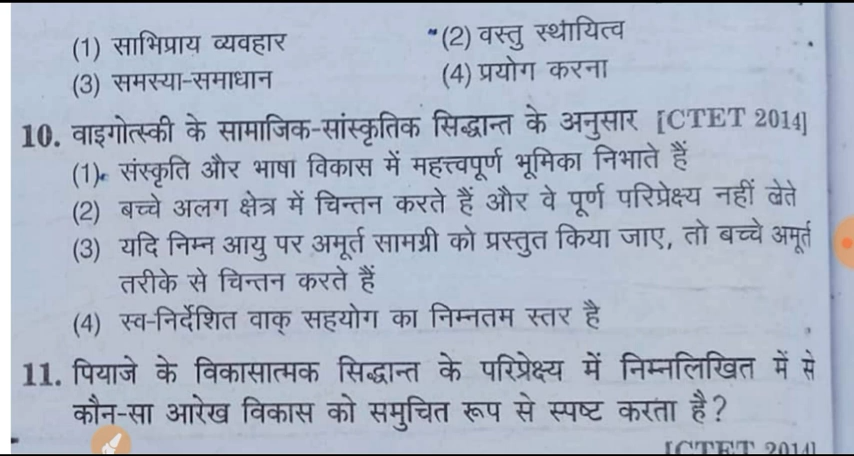 (1) साभिप्राय व्यवहार (2) वस्तु स्थायित्व
(3) समस्या-समाधान (4) प्रयोग करना
10. वाइगोत्स्की के सामाजिक-सांस्कृतिक सिद्धान्त के अनुसार [CTET 2014]
(1) संस्कृति और भाषा विकास में महत्त्वपूर्ण भूमिका निभाते हैं
(2) बच्चे अलग क्षेत्र में चिन्तन करते हैं और वे पूर्ण परिप्रेक्ष्य नहीं लेते
(3) यदि निम्न आयु पर अमूर्त सामग्री को प्रस्तुत किया जाए, तो बच्चे अमूर्त
तरीके से चिन्तन करते हैं
(4) स्व-निर्देशित वाक् सहयोग का निम्नतम स्तर है
11. पियाजे के विकासात्मक सिद्धान्त के परिप्रेक्ष्य में निम्नलिखित में से
कौन-सा आरेख विकास को समुचित रूप से स्पष्ट करता है?
[CTET 2014]